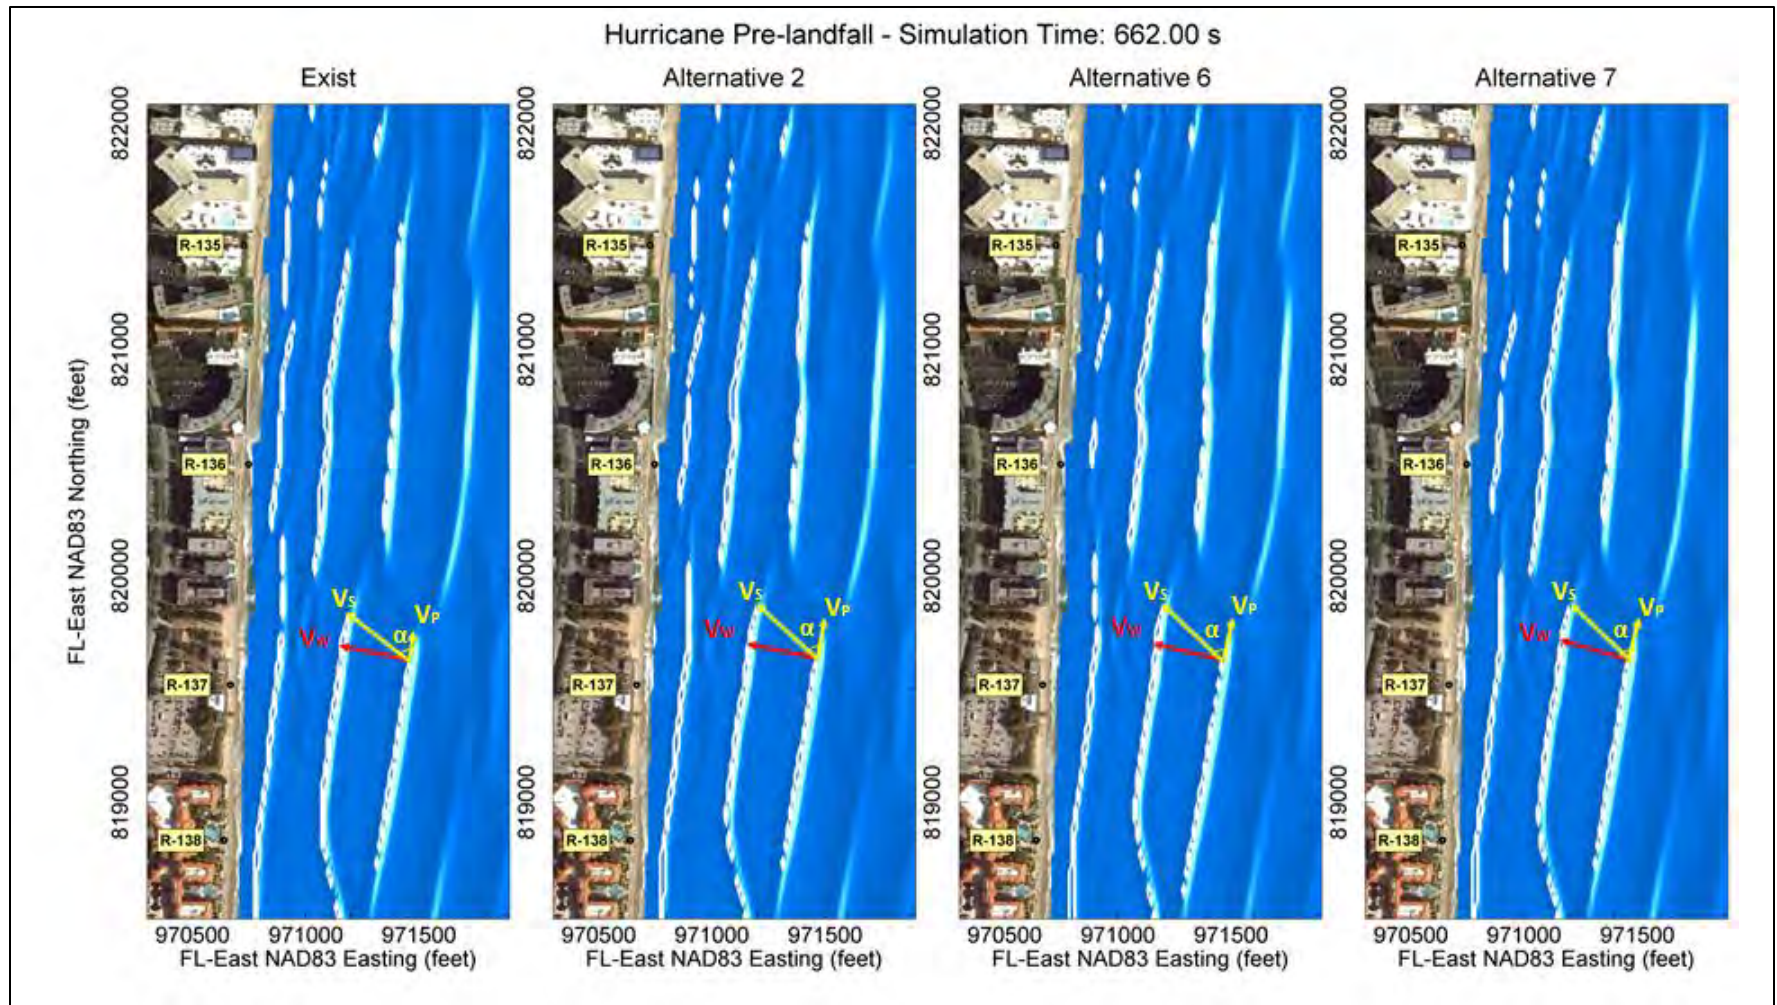 Hurricane Pre-landfall - Simulation Time: 662.00 s
Exist
Alternative 2
Alternative 6
Alternative 7
FL-East NAD83 Northing (feet)
822000
821000
820000
819000
R-135
R-136
R-137
R-138
VS
VP
VW
α
970500 971000 971500
FL-East NAD83 Easting (feet)
822000
821000
820000
819000
R-135
R-136
R-137
R-138
VS
VP
VW
α
970500 971000 971500
FL-East NAD83 Easting (feet)
822000
821000
820000
819000
R-135
R-136
R-137
R-138
VS
VP
VW
α
970500 971000 971500
FL-East NAD83 Easting (feet)
822000
821000
820000
819000
R-135
R-136
R-137
R-138
VS
VP
VW
α
970500 971000 971500
FL-East NAD83 Easting (feet)